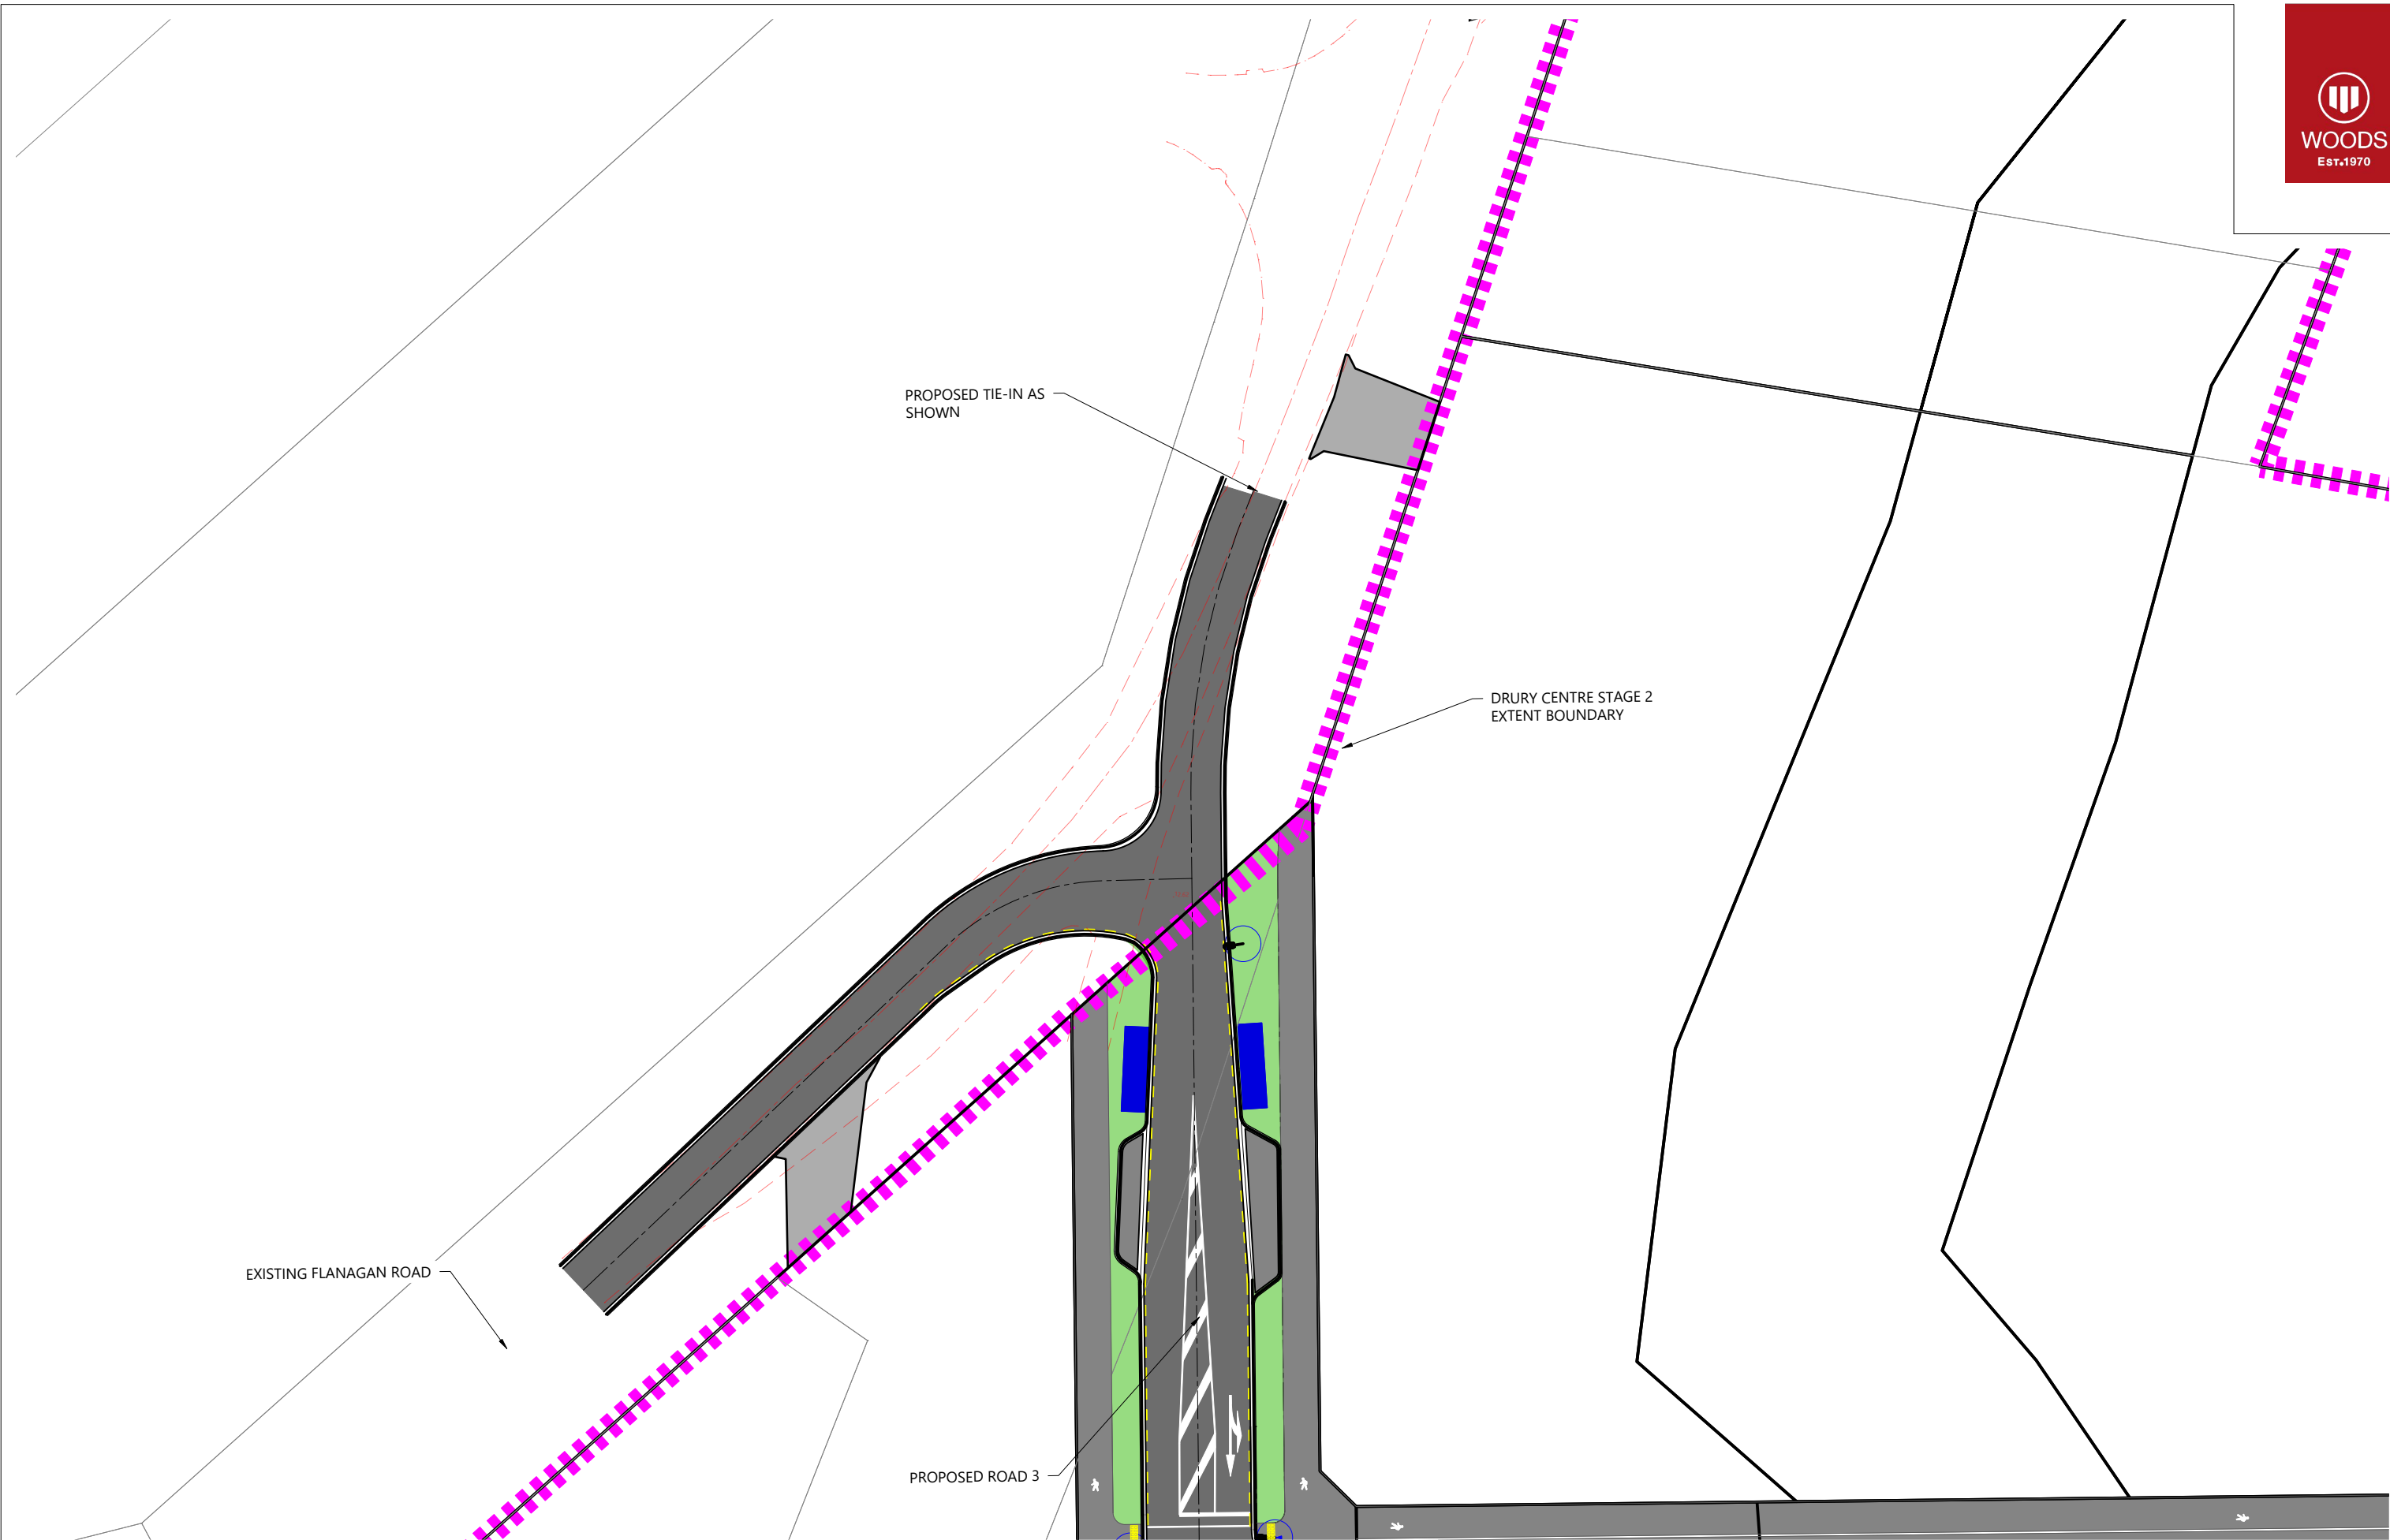 WOODS
EST.1970
PROPOSED TIE-IN AS
SHOWN
DRURY CENTRE STAGE 2
EXTENT BOUNDARY
EXISTING FLANAGAN ROAD
PROPOSED ROAD 3